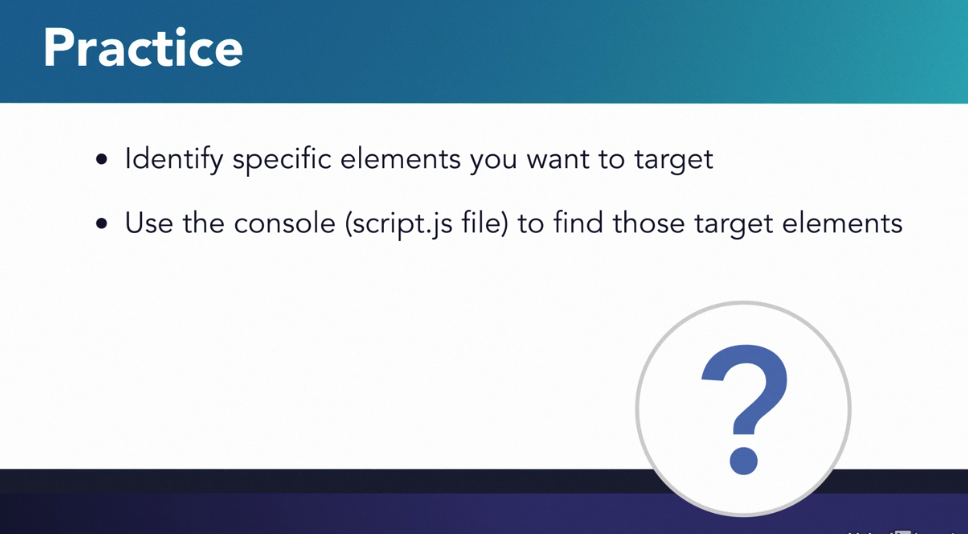 Practice
• Identify specific elements you want to target
• Use the console (script.js file) to find those target elements
?